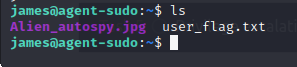 james@agent-sudo:~$ ls
Alien_autospy.jpg  user_flag.txt
james@agent-sudo:~$